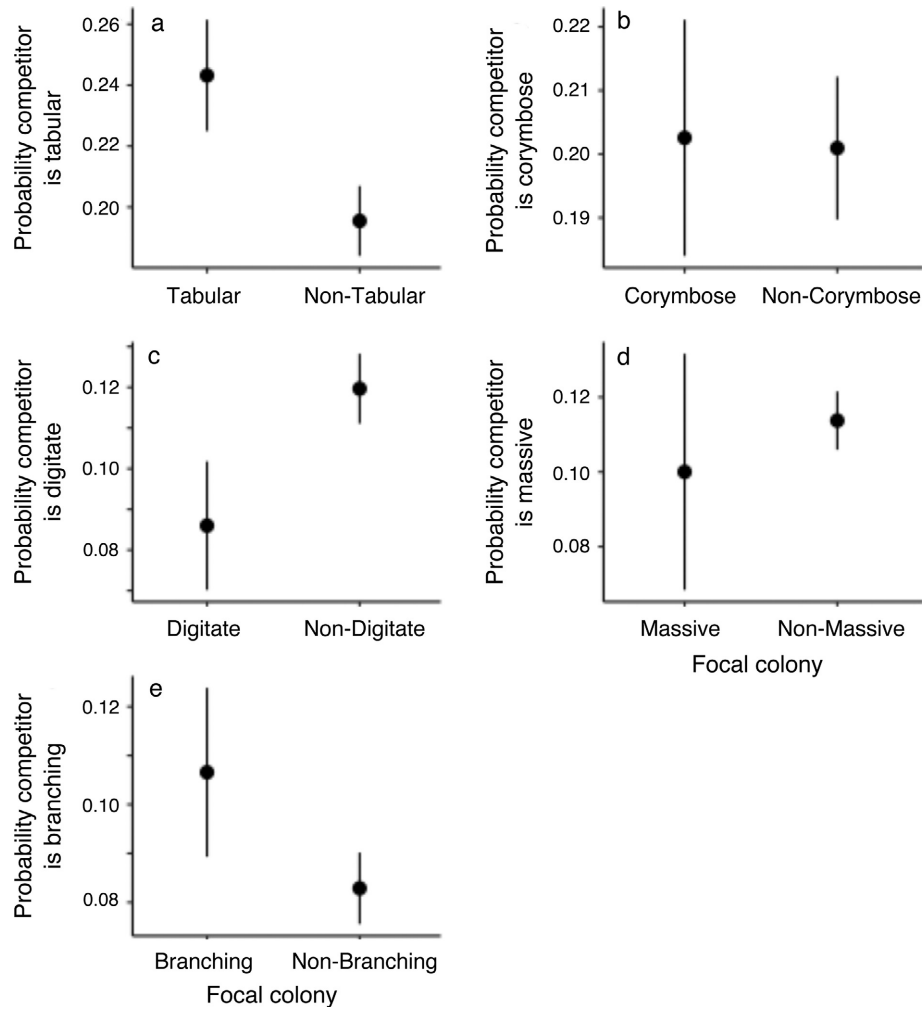 a
Probability competitor
is tabular
0.26
0.24
0.22
0.20
Tabular
Non-Tabular
b
Probability competitor
is corymbose
0.22
0.21
0.20
0.19
Corymbose
Non-Corymbose
c
Probability competitor
is digitate
0.12
0.10
0.08
Digitate
Non-Digitate
d
Probability competitor
is massive
0.12
0.10
0.08
Massive
Non-Massive
Focal colony
e
Probability competitor
is branching
0.12
0.10
0.08
Branching
Non-Branching
Focal colony